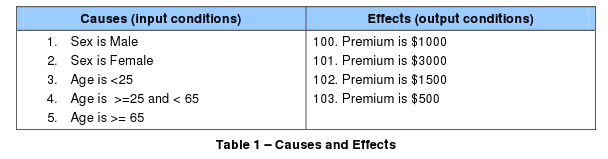 Causes (input conditions) Effects (output conditions)
1. Sex is Male 100. Premium is $1000
2. Sex is Female 101. Premium is $3000
3. Age is <25 102. Premium is $1500
4. Age is >=25 and < 65 103. Premium is $500
5. Age is >= 65
Table 1 – Causes and Effects